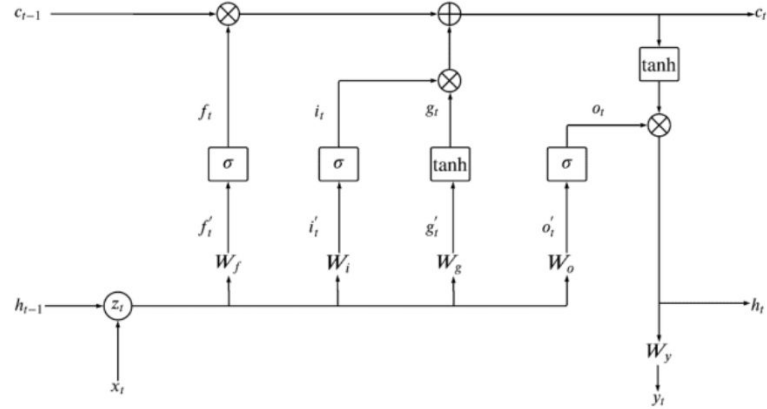 c_{t-1} c_t
tanh
f_t i_t g_t o_t
σ σ tanh σ
f'_t i'_t g'_t o'_t
W_f W_i W_g W_o
h_{t-1} z_t h_t
W_y
x_t y_t